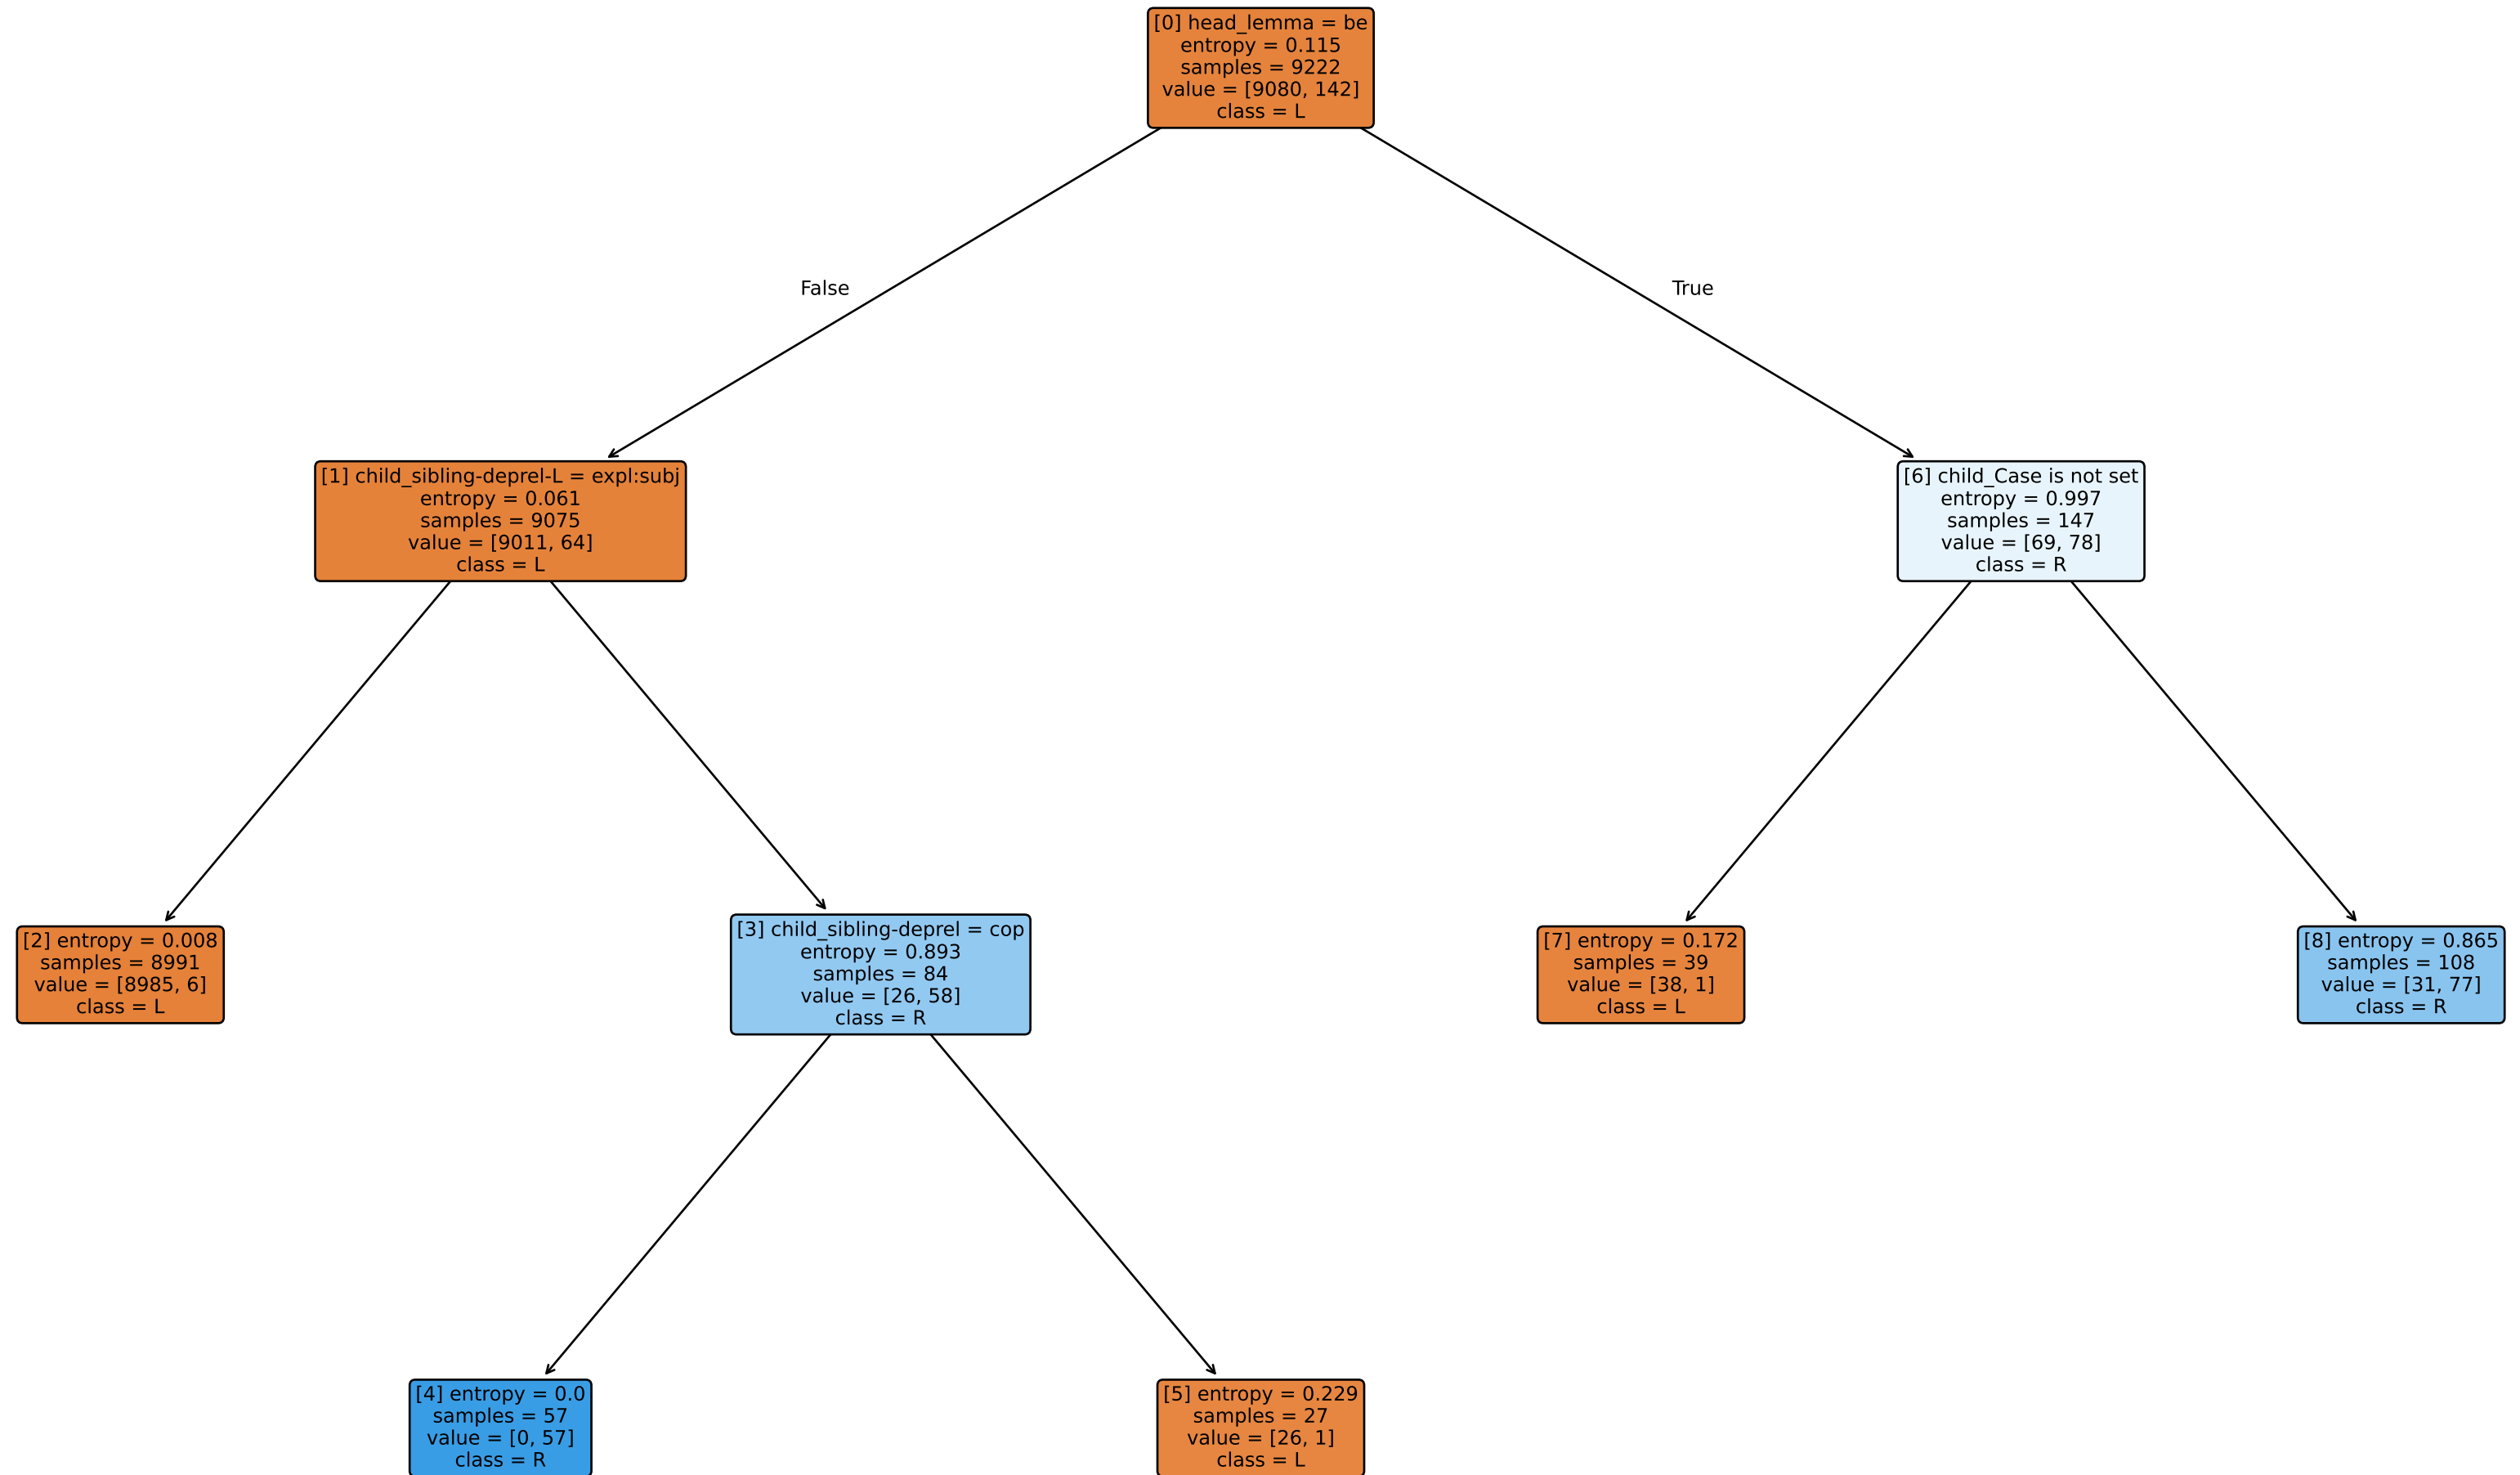 [0] head_lemma = be
entropy = 0.115
samples = 9222
value = [9080, 142]
class = L
False
True
[1] child_sibling-deprel-L = expl:subj
entropy = 0.061
samples = 9075
value = [9011, 64]
class = L
[6] child_Case is not set
entropy = 0.997
samples = 147
value = [69, 78]
class = R
[2] entropy = 0.008
samples = 8991
value = [8985, 6]
class = L
[3] child_sibling-deprel = cop
entropy = 0.893
samples = 84
value = [26, 58]
class = R
[7] entropy = 0.172
samples = 39
value = [38, 1]
class = L
[8] entropy = 0.865
samples = 108
value = [31, 77]
class = R
[4] entropy = 0.0
samples = 57
value = [0, 57]
class = R
[5] entropy = 0.229
samples = 27
value = [26, 1]
class = L